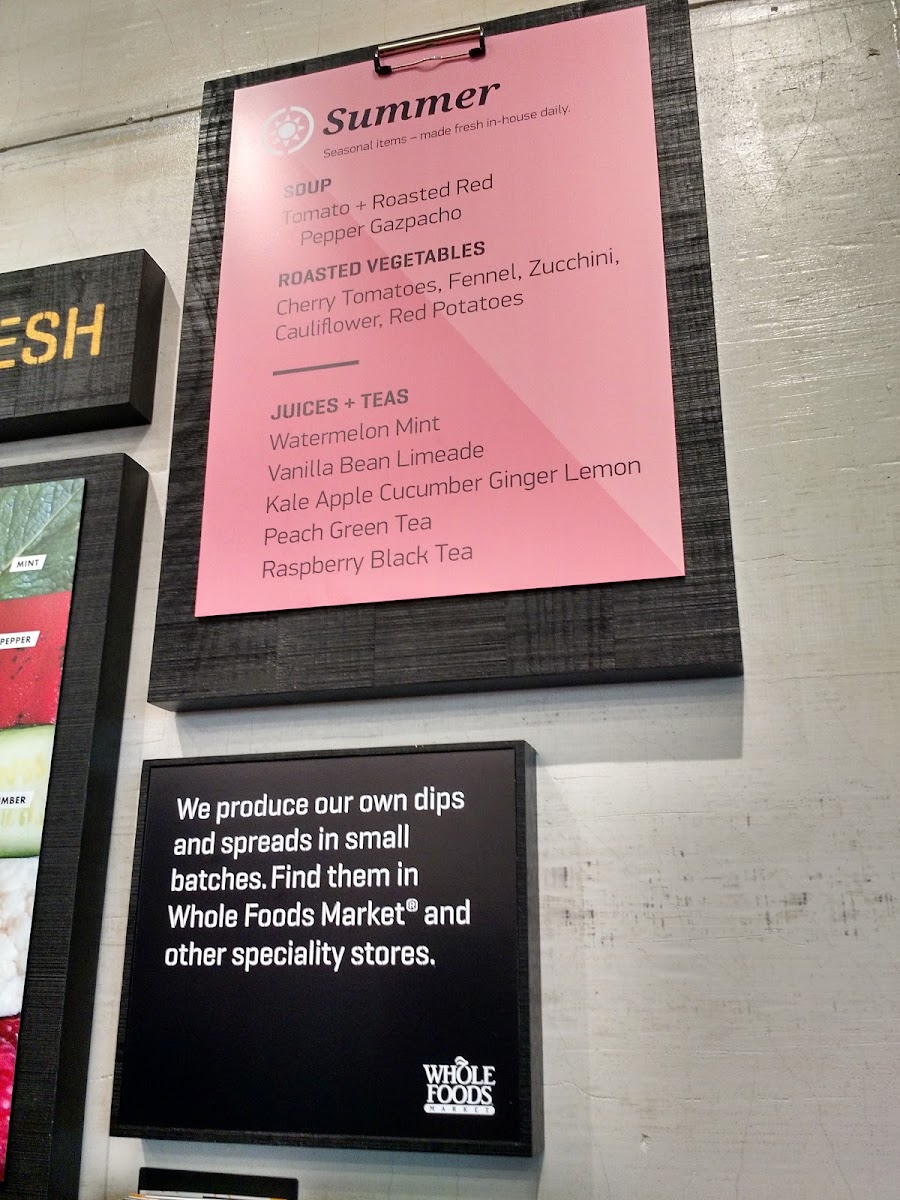 Summer
Seasonal items – made fresh in-house daily.
SOUP
Tomato + Roasted Red
Pepper Gazpacho
ROASTED VEGETABLES
Cherry Tomatoes, Fennel, Zucchini,
Cauliflower, Red Potatoes
JUICES + TEAS
Watermelon Mint
Vanilla Bean Limeade
Kale Apple Cucumber Ginger Lemon
Peach Green Tea
Raspberry Black Tea
ESH
MINT
PEPPER
MBER
We produce our own dips
and spreads in small
batches. Find them in
Whole Foods Market® and
other speciality stores.
WHOLE
FOODS
MARKET